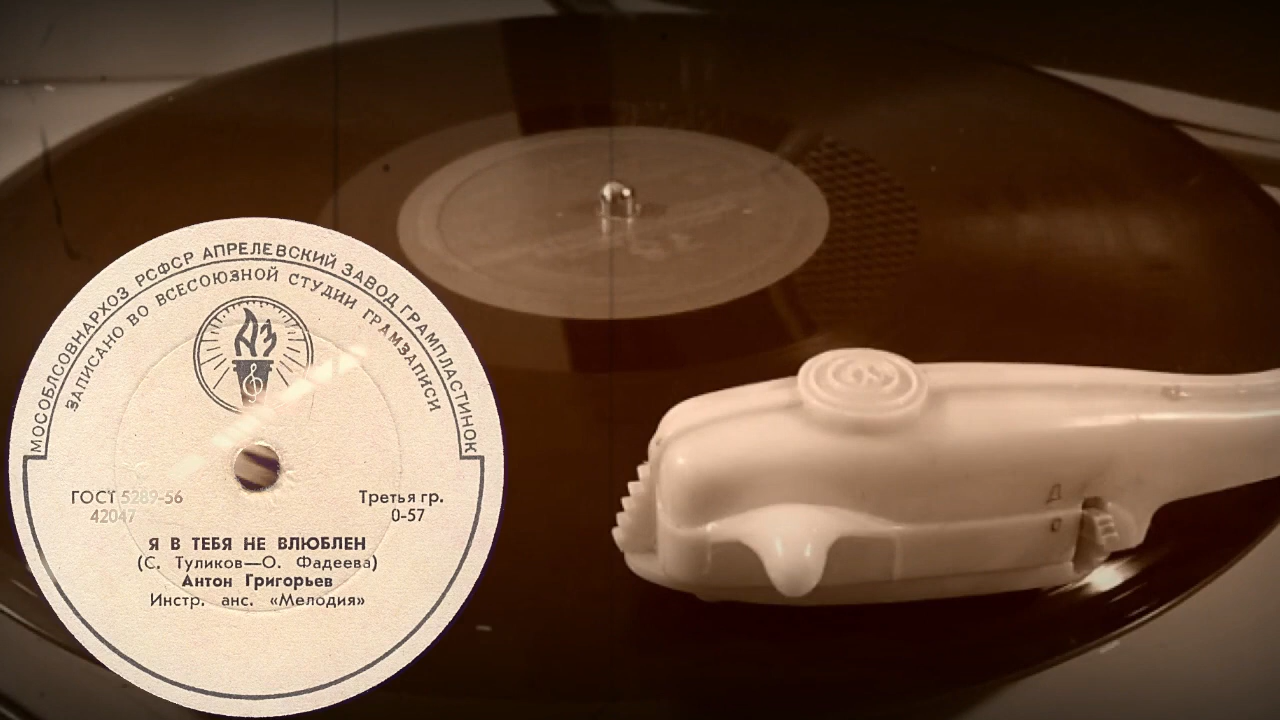 МОСОБЛСОВНАРХОЗ РСФСР АПРЕЛЕВСКИЙ ЗАВОД ГРАМПЛАСТИНОК
ЗАПИСАНО ВО ВСЕСОЮЗНОЙ СТУДИИ ГРАМЗАПИСИ
АЗ
ГОСТ 5289-56
Третья гр.
42047
0-57
Я В ТЕБЯ НЕ ВЛЮБЛЕН
(С. Туликов—О. Фадеева)
Антон Григорьев
Инстр. анс. «Мелодия»
Д
О